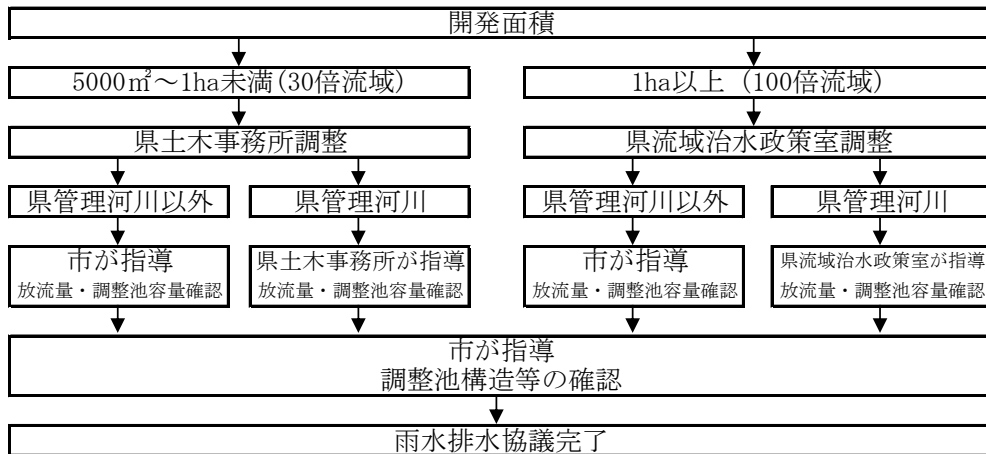 開発面積
5000㎡～1ha未満(30倍流域)
1ha以上 (100倍流域)
県土木事務所調整
県流域治水政策室調整
県管理河川以外
県管理河川
県管理河川以外
県管理河川
市が指導
放流量・調整池容量確認
県土木事務所が指導
放流量・調整池容量確認
市が指導
放流量・調整池容量確認
県流域治水政策室が指導
放流量・調整池容量確認
市が指導
調整池構造等の確認
雨水排水協議完了